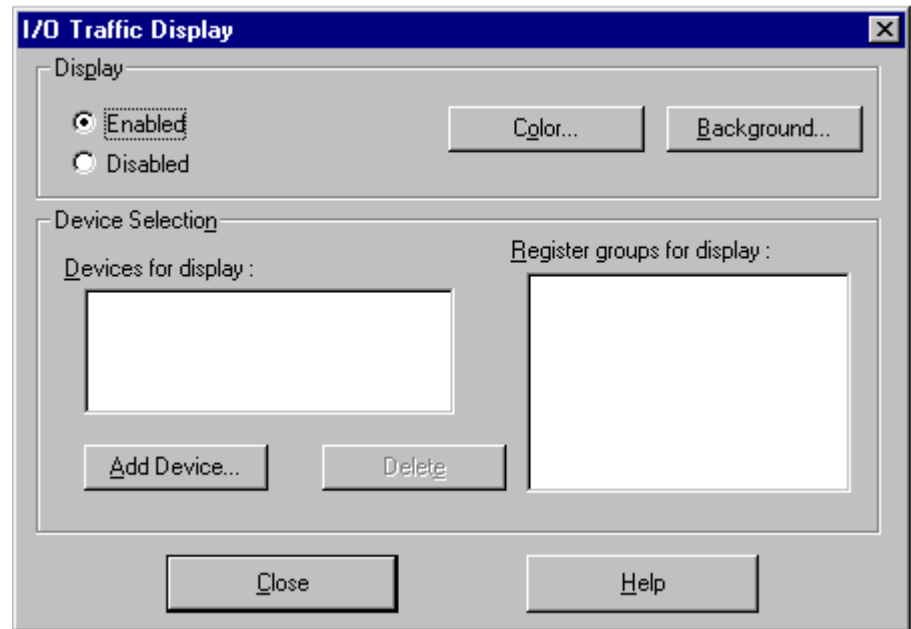 I/O Traffic Display
Display
Enabled
Disabled
Color...
Background...
Device Selection
Devices for display :
Register groups for display :
Add Device...
Delete
Close
Help